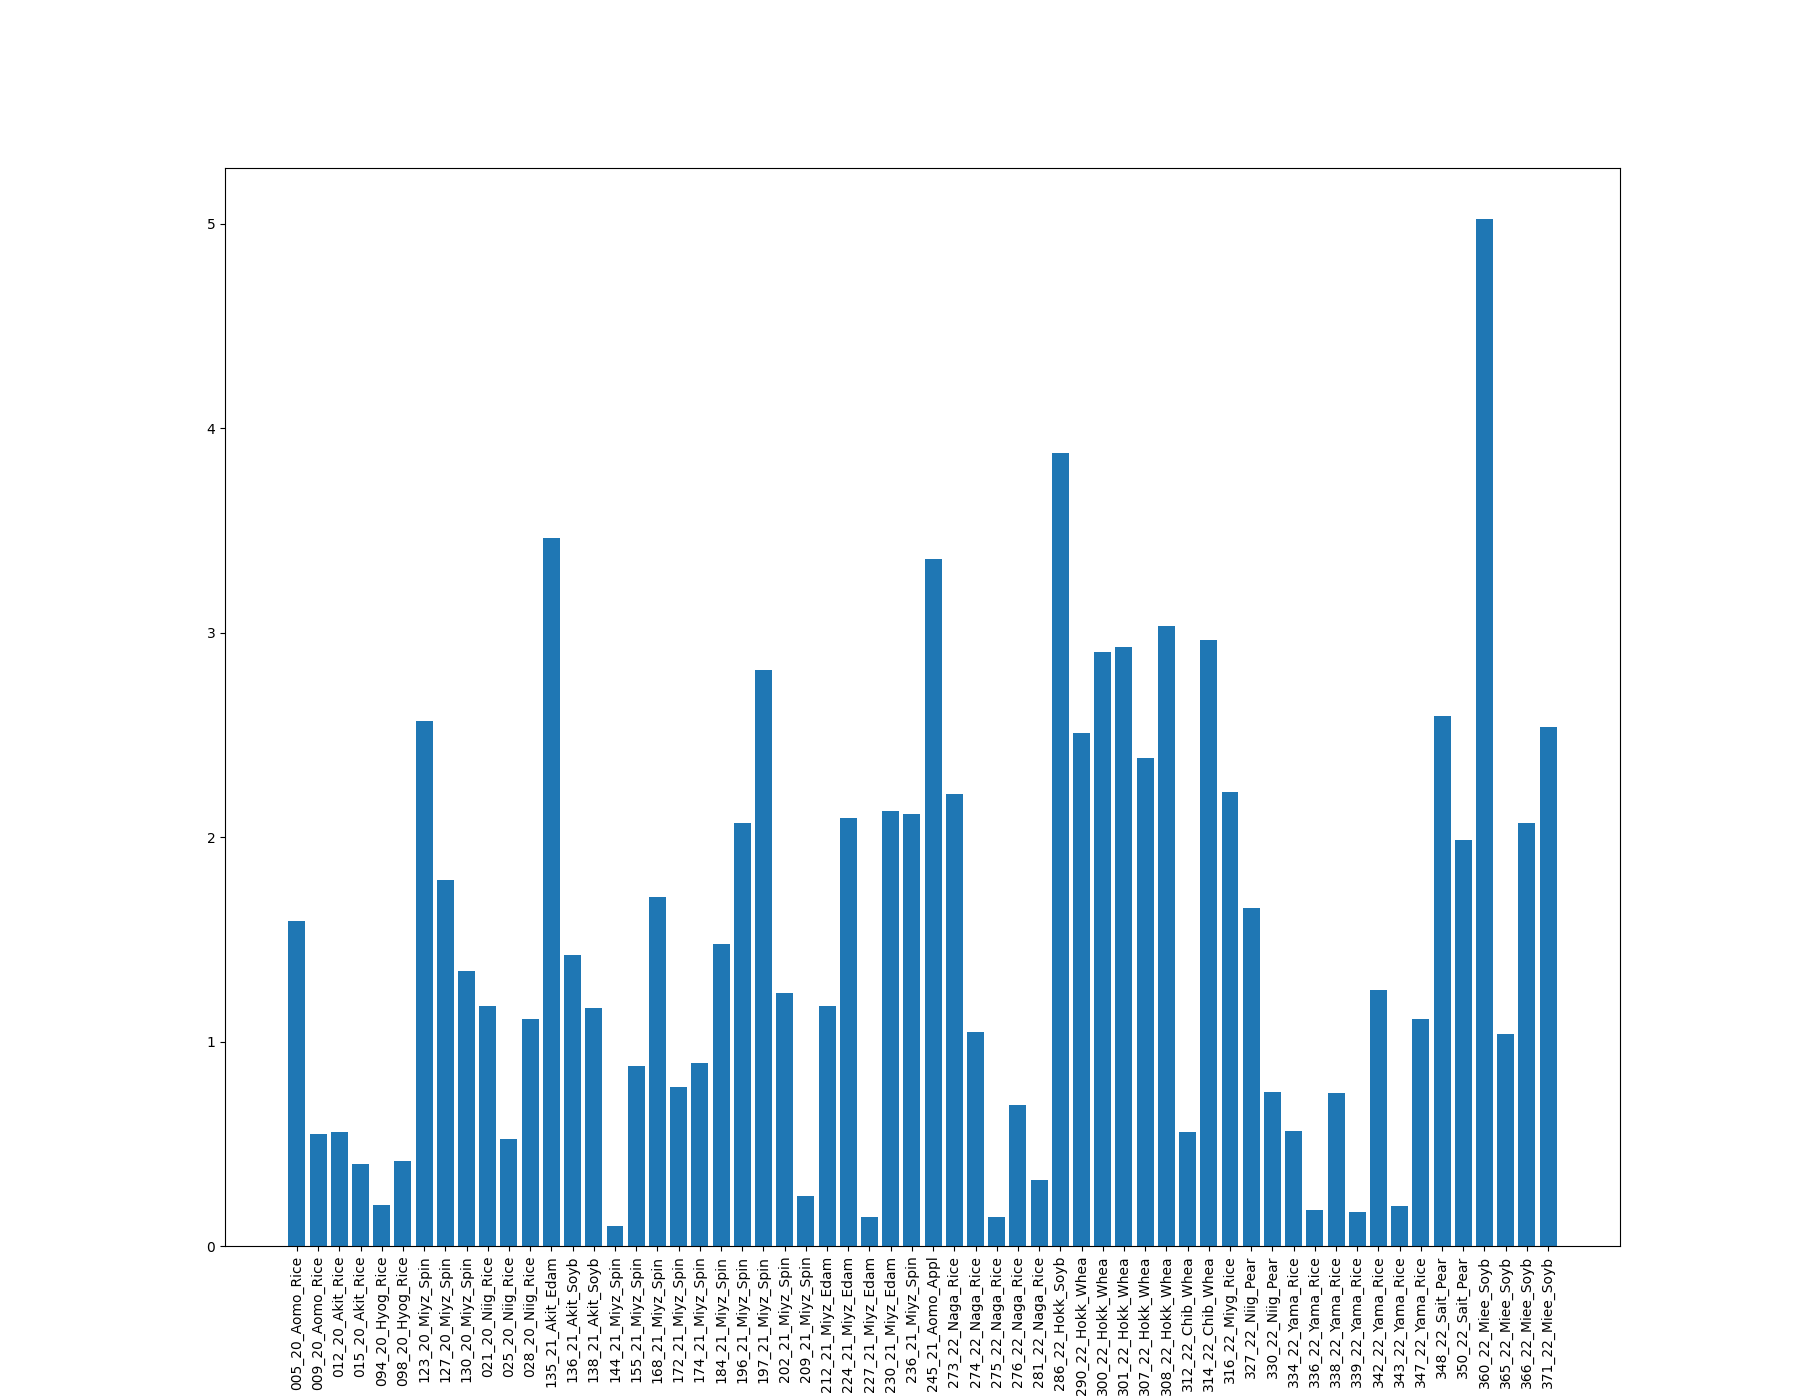 5
4
3
2
1
0
005_20_Aomo_Rice
009_20_Aomo_Rice
012_20_Akit_Rice
015_20_Akit_Rice
094_20_Hyog_Rice
098_20_Hyog_Rice
123_20_Miyz_Spin
127_20_Miyz_Spin
130_20_Miyz_Spin
021_20_Niig_Rice
025_20_Niig_Rice
028_20_Niig_Rice
135_21_Akit_Edam
136_21_Akit_Soyb
138_21_Akit_Soyb
144_21_Miyz_Spin
155_21_Miyz_Spin
168_21_Miyz_Spin
172_21_Miyz_Spin
174_21_Miyz_Spin
184_21_Miyz_Spin
196_21_Miyz_Spin
197_21_Miyz_Spin
202_21_Miyz_Spin
209_21_Miyz_Spin
212_21_Miyz_Edam
224_21_Miyz_Edam
227_21_Miyz_Edam
230_21_Miyz_Edam
236_21_Miyz_Spin
245_21_Aomo_Appl
273_22_Naga_Rice
274_22_Naga_Rice
275_22_Naga_Rice
276_22_Naga_Rice
281_22_Naga_Rice
286_22_Hokk_Soyb
290_22_Hokk_Whea
300_22_Hokk_Whea
301_22_Hokk_Whea
307_22_Hokk_Whea
308_22_Hokk_Whea
312_22_Chib_Whea
314_22_Chib_Whea
316_22_Miyg_Rice
327_22_Niig_Pear
330_22_Niig_Pear
334_22_Yama_Rice
336_22_Yama_Rice
338_22_Yama_Rice
339_22_Yama_Rice
342_22_Yama_Rice
343_22_Yama_Rice
347_22_Yama_Rice
348_22_Sait_Pear
350_22_Sait_Pear
360_22_Miee_Soyb
365_22_Miee_Soyb
366_22_Miee_Soyb
371_22_Miee_Soyb